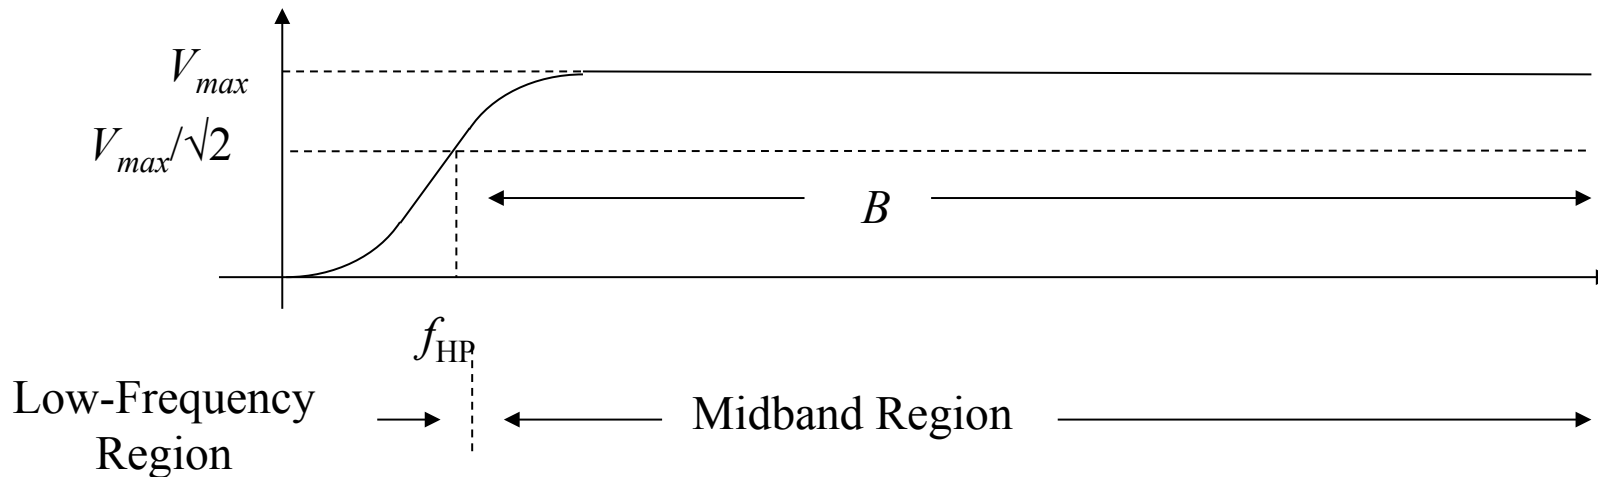 Vmax
Vmax/√2
B
fHP
Low-Frequency
Region
Midband Region